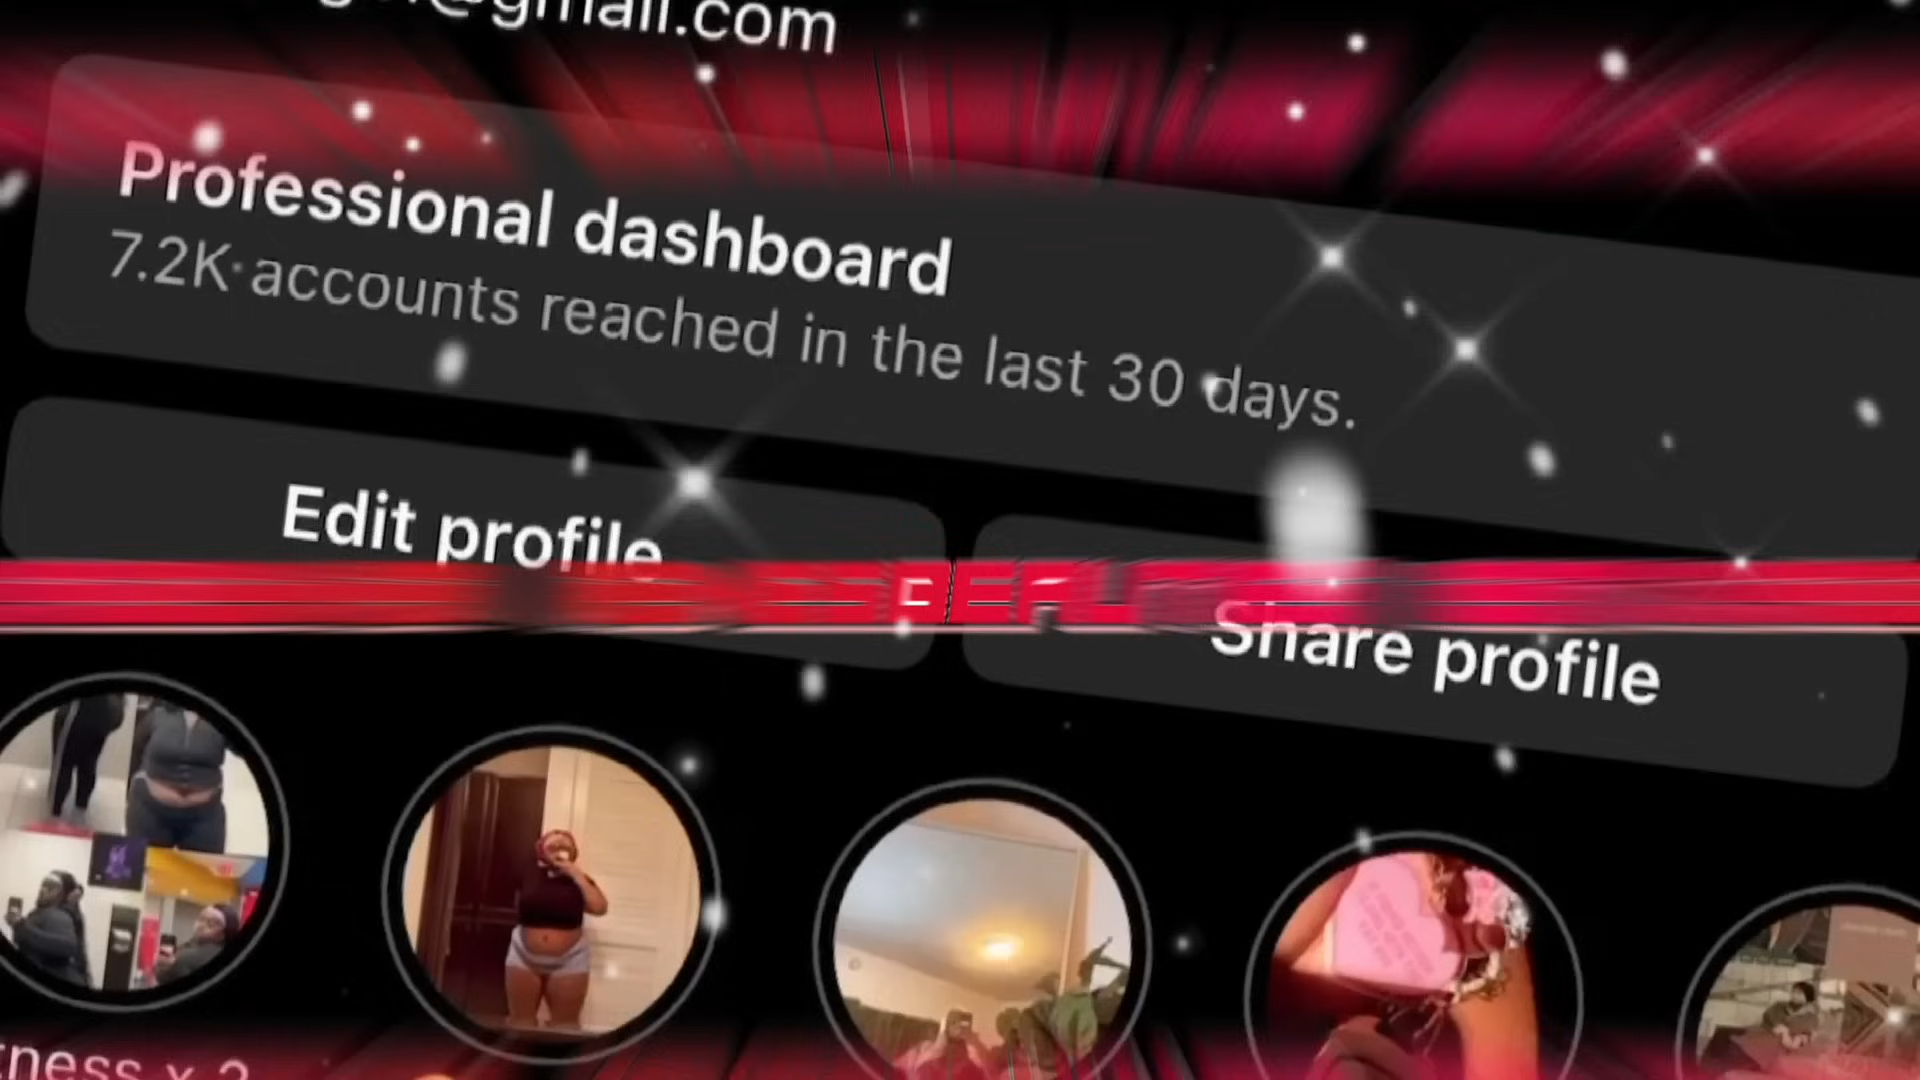 @gmail.com
Professional dashboard
7.2K accounts reached in the last 30 days.
Edit profile
Share profile